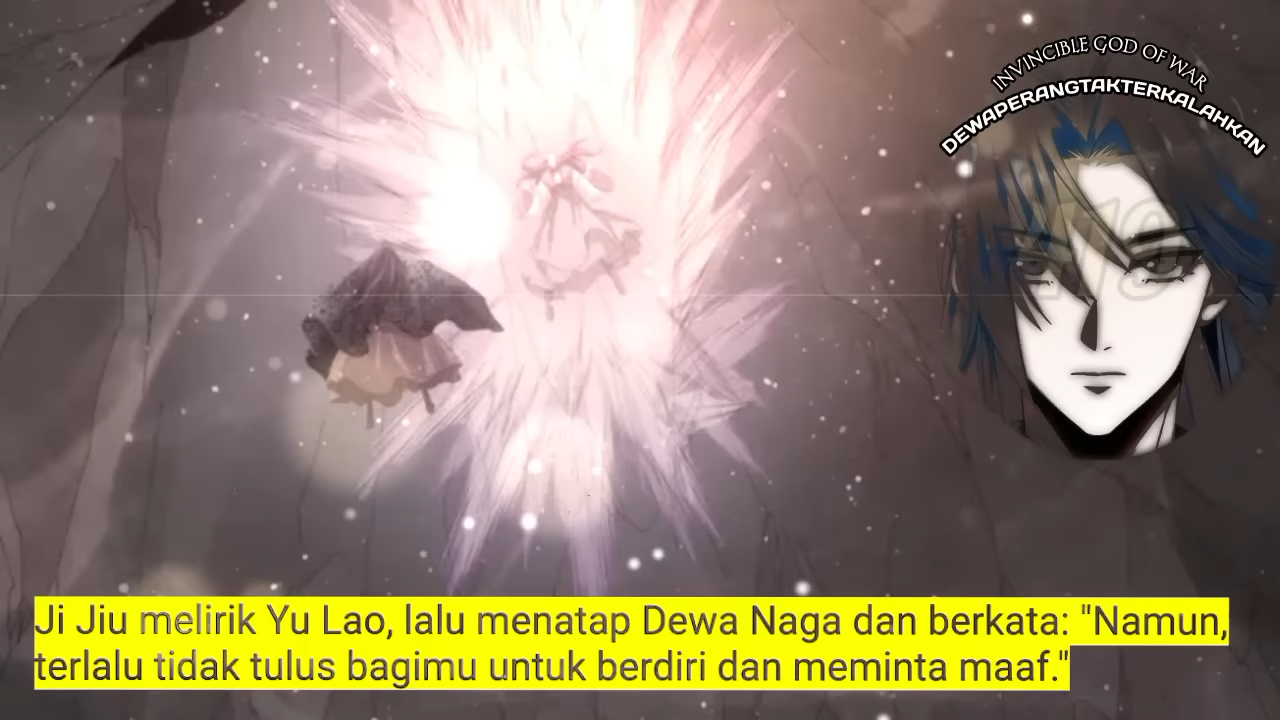 INVINCIBLE GOD OF WAR
DEWAPERANGTAKTERKALAHKAN
Ji Jiu melirik Yu Lao, lalu menatap Dewa Naga dan berkata: "Namun,
terlalu tidak tulus bagimu untuk berdiri dan meminta maaf."